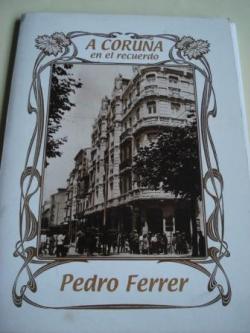 A CORUÑA
en el recuerdo
Pedro Ferrer